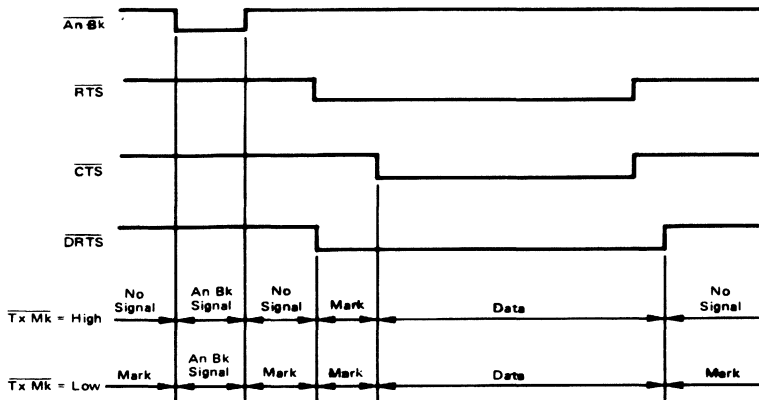 An Bk
RTS
CTS
DRTS
No Signal An Bk Signal No Signal Mark Data No Signal
Tx Mk = High
An Bk Signal
Tx Mk = Low Mark Mark Mark Data Mark